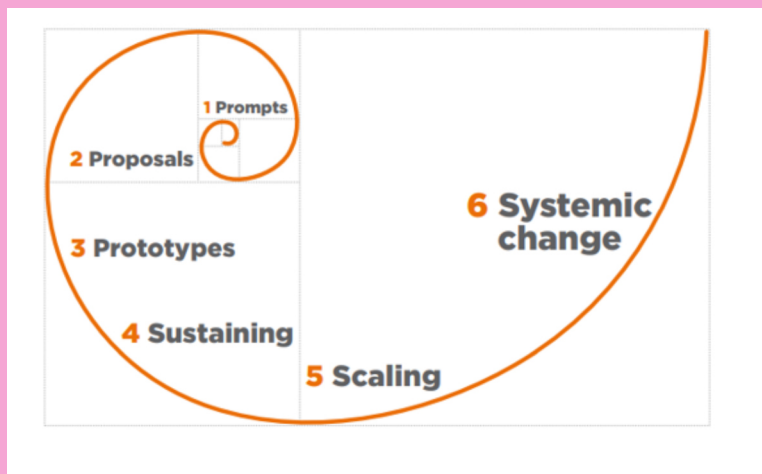 1 Prompts
2 Proposals
3 Prototypes
4 Sustaining
5 Scaling
6 Systemic
change